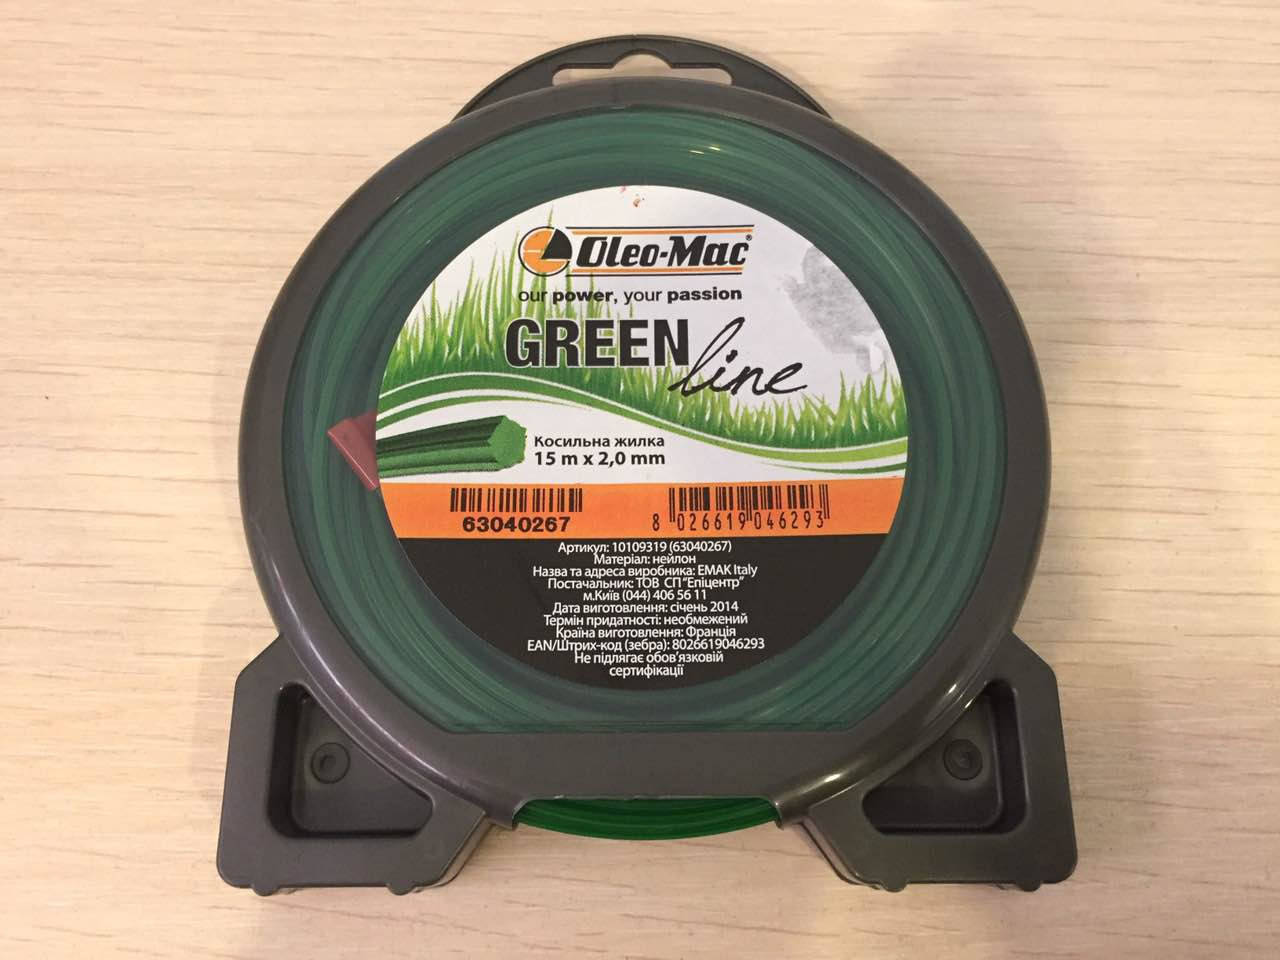 Oleo-Mac®
our power, your passion
GREEN line
Косильна жилка
15 m x 2,0 mm
63040267
8 026619 046293
Артикул: 10109319 (63040267)
Матеріал: нейлон
Назва та адреса виробника: EMAK Italy
Постачальник: ТОВ СП "Епіцентр"
м.Київ (044) 406 56 11
Дата виготовлення: січень 2014
Термін придатності: необмежений
Країна виготовлення: Франція
EAN/Штрих-код (зебра): 8026619046293
Не підлягає обов'язковій
сертифікації